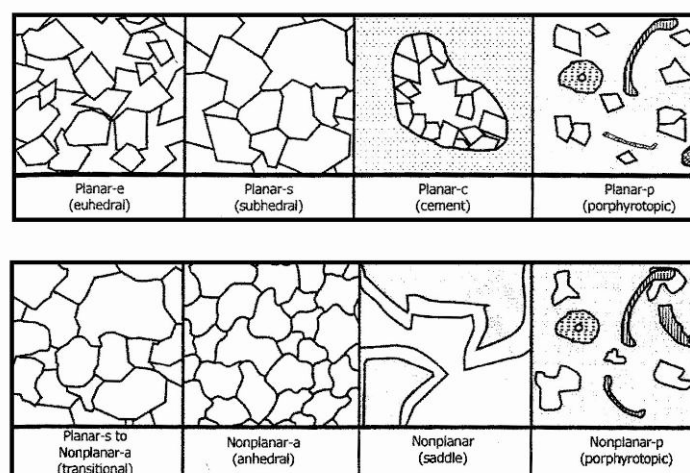 Planar-e
(euhedral)
Planar-s
(subhedral)
Planar-c
(cement)
Planar-p
(porphyrotopic)
Planar-s to
Nonplanar-a
(transitional)
Nonplanar-a
(anhedral)
Nonplanar
(saddle)
Nonplanar-p
(porphyrotopic)